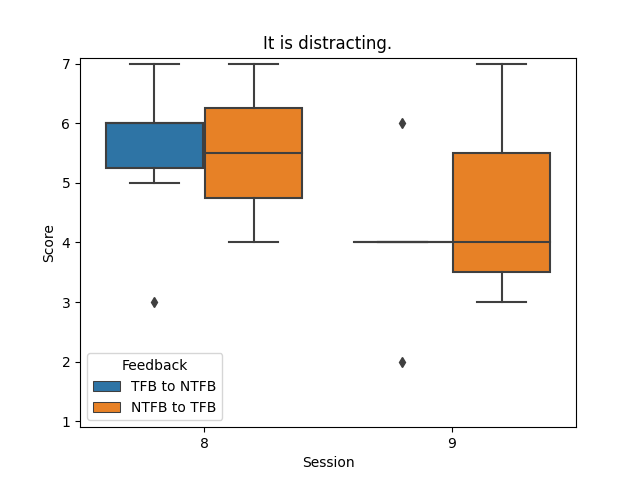 It is distracting.
7
6
5
4
3
2
1
Score
Feedback
TFB to NTFB
NTFB to TFB
8
9
Session